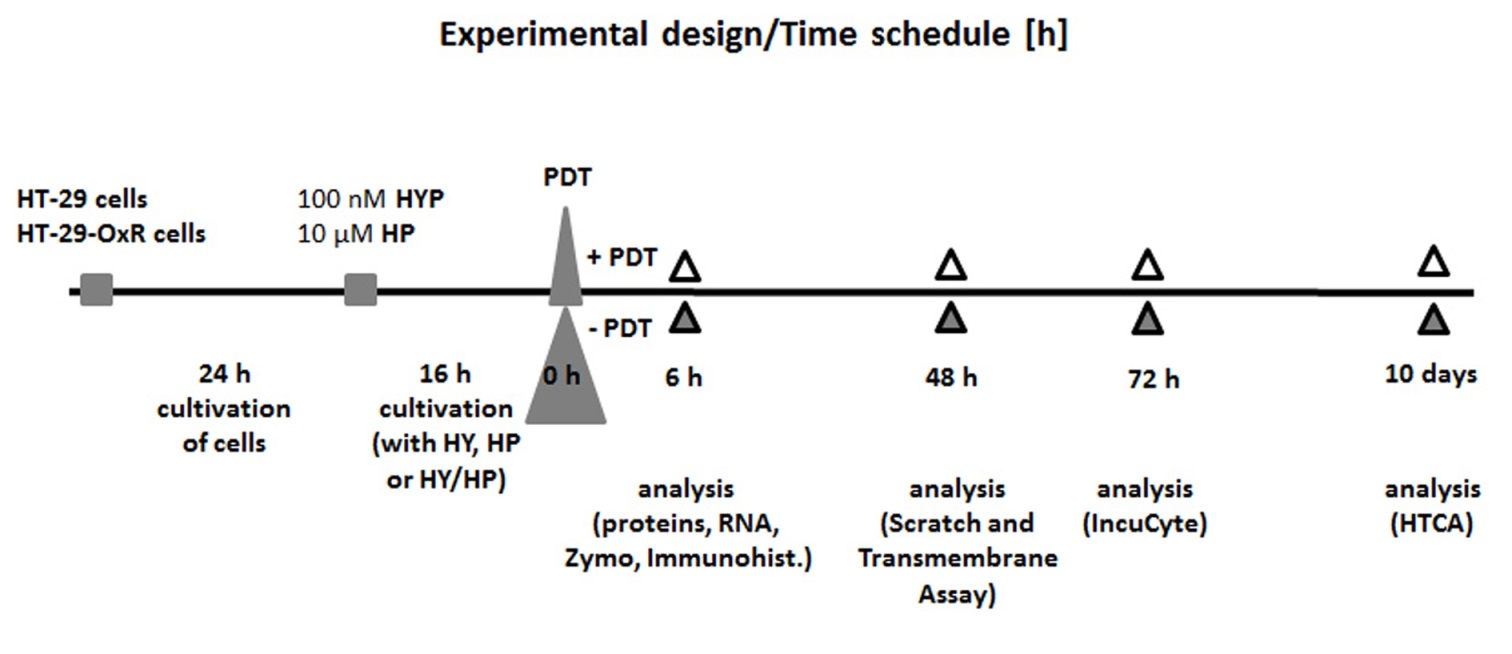 Experimental design/Time schedule [h]
PDT
HT-29 cells
HT-29-OxR cells
100 nM HYP
10 µM HP
+ PDT
- PDT
24 h
cultivation
of cells
16 h
cultivation
(with HY, HP
or HY/HP)
0 h
6 h
48 h
72 h
10 days
analysis
(proteins, RNA,
Zymo, Immunohist.)
analysis
(Scratch and
Transmembrane
Assay)
analysis
(IncuCyte)
analysis
(HTCA)